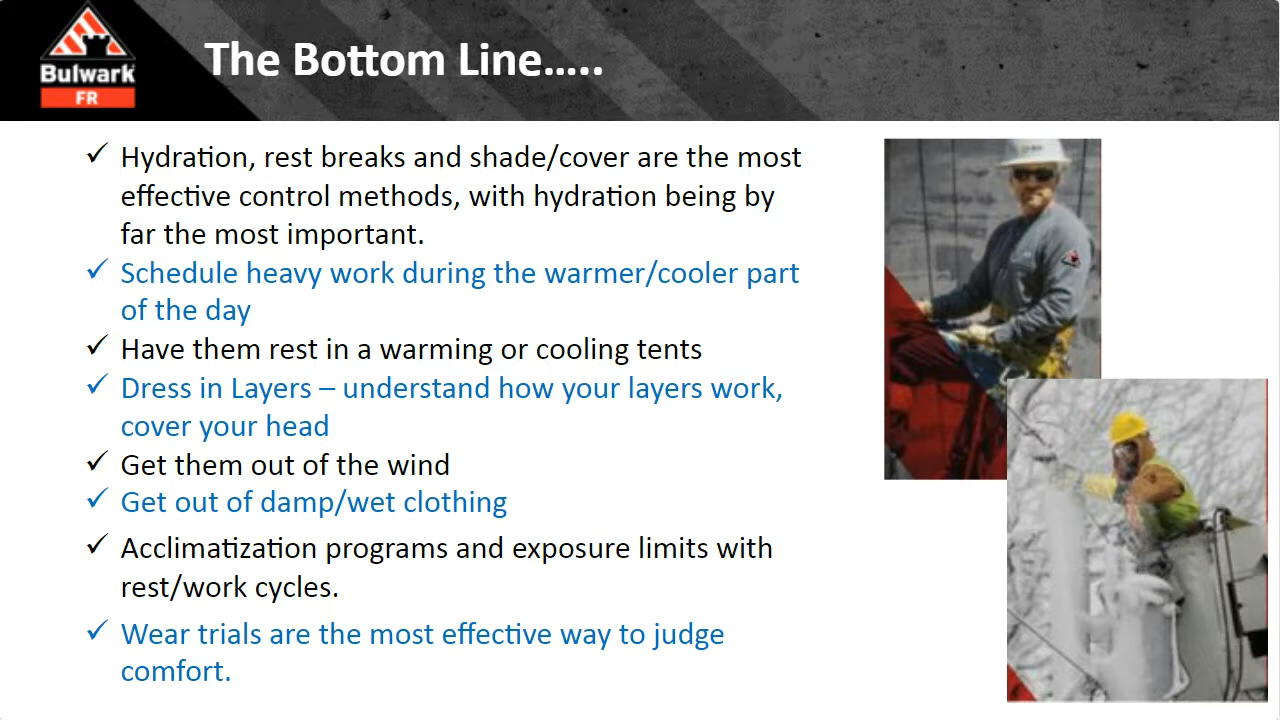 Bulwark
FR
The Bottom Line.....
✓ Hydration, rest breaks and shade/cover are the most
effective control methods, with hydration being by
far the most important.
✓ Schedule heavy work during the warmer/cooler part
of the day
✓ Have them rest in a warming or cooling tents
✓ Dress in Layers – understand how your layers work,
cover your head
✓ Get them out of the wind
✓ Get out of damp/wet clothing
✓ Acclimatization programs and exposure limits with
rest/work cycles.
✓ Wear trials are the most effective way to judge
comfort.